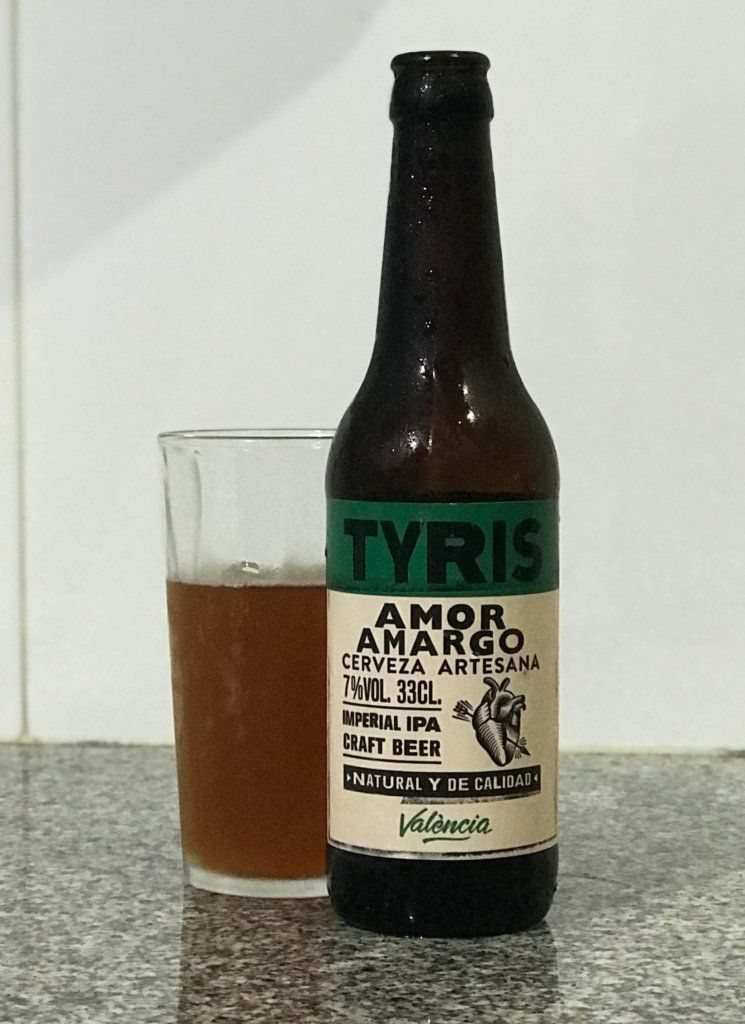 TYRIS
AMOR
AMARGO
CERVEZA ARTESANA
7%VOL. 33CL.
IMPERIAL IPA
CRAFT BEER
NATURAL Y DE CALIDAD
València